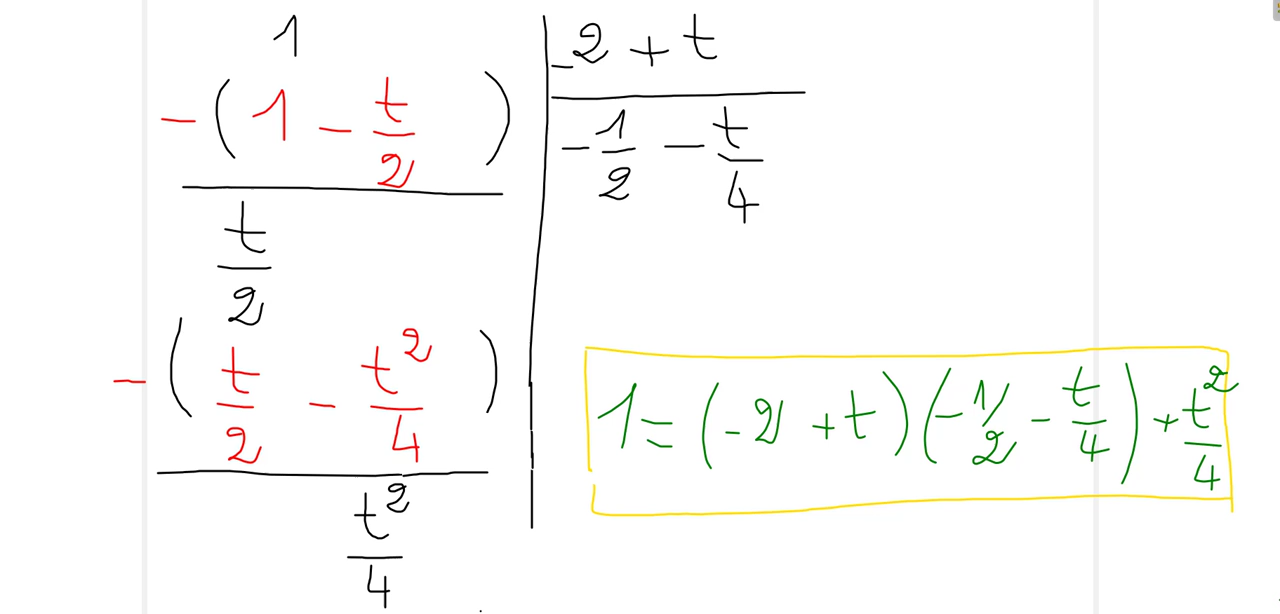 1
-(1 - t/2)
t/2
-(t/2 - t²/4)
t²/4
-2 + t
-1/2 - t/4
1 = (-2 + t)(-1/2 - t/4) + t²/4